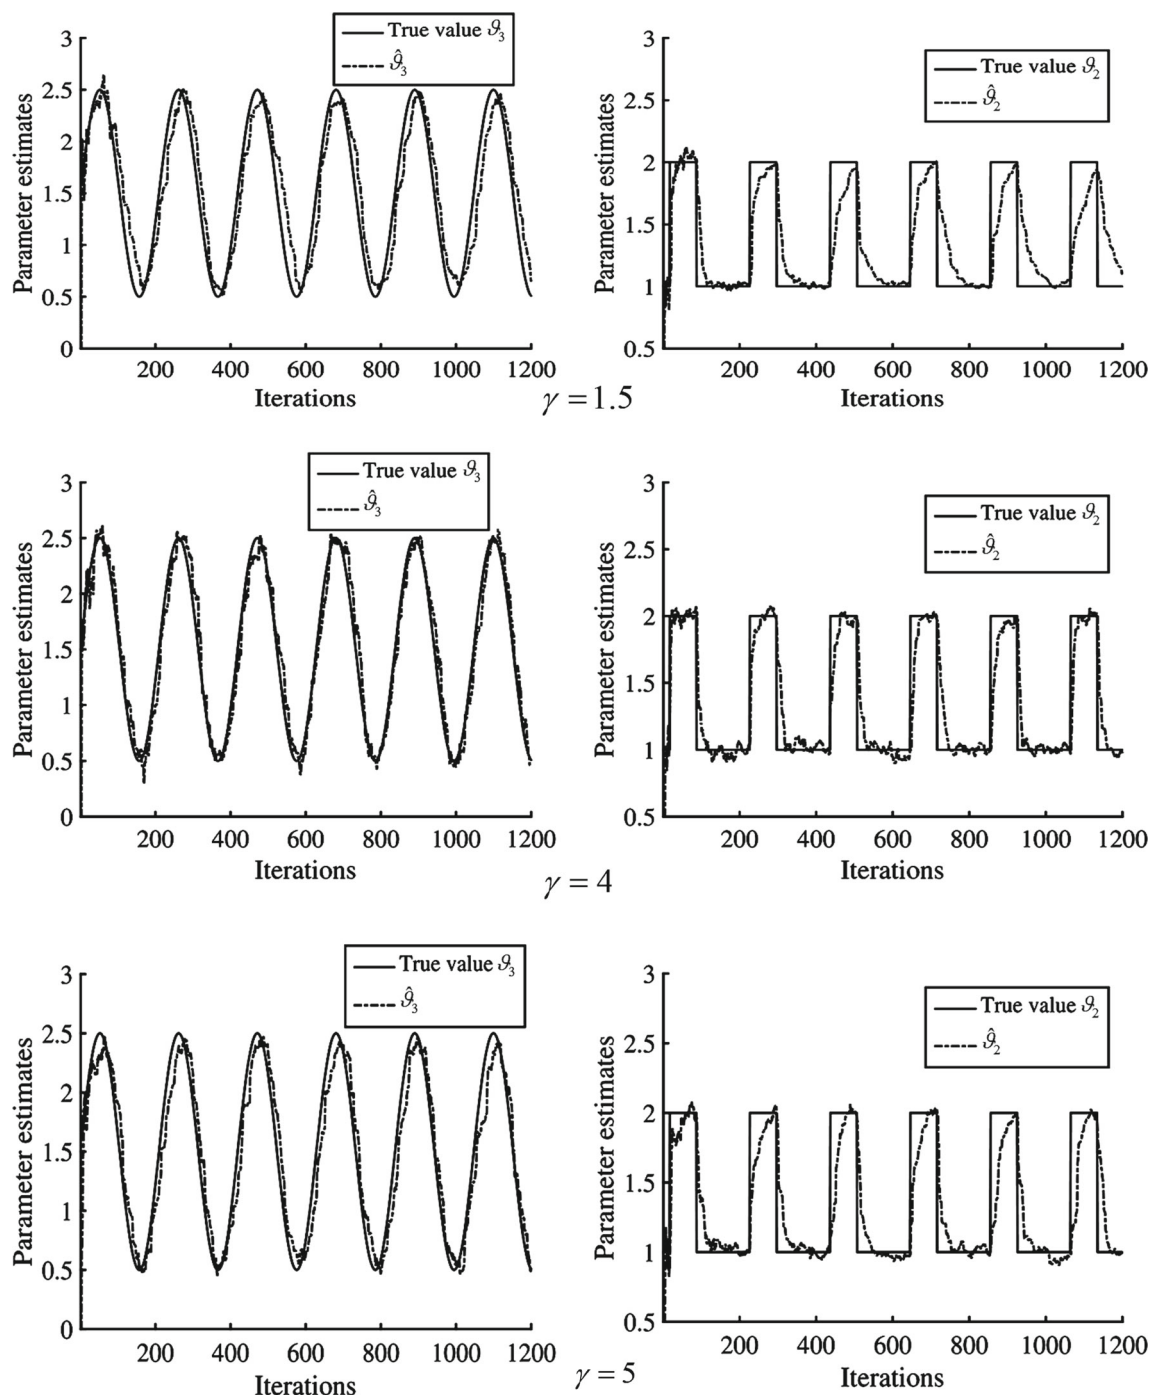 True value 𝜗₃
𝜗̂₃
3
2.5
2
1.5
1
0.5
0
Parameter estimates
200 400 600 800 1000 1200
Iterations
True value 𝜗₂
𝜗̂₂
3
2.5
2
1.5
1
0.5
Parameter estimates
200 400 600 800 1000 1200
Iterations
γ = 1.5
True value 𝜗₃
𝜗̂₃
3
2.5
2
1.5
1
0.5
0
Parameter estimates
200 400 600 800 1000 1200
Iterations
True value 𝜗₂
𝜗̂₂
3
2.5
2
1.5
1
0.5
Parameter estimates
200 400 600 800 1000 1200
Iterations
γ = 4
True value 𝜗₃
𝜗̂₃
3
2.5
2
1.5
1
0.5
0
Parameter estimates
200 400 600 800 1000 1200
Iterations
True value 𝜗₂
𝜗̂₂
3
2.5
2
1.5
1
0.5
Parameter estimates
200 400 600 800 1000 1200
Iterations
γ = 5